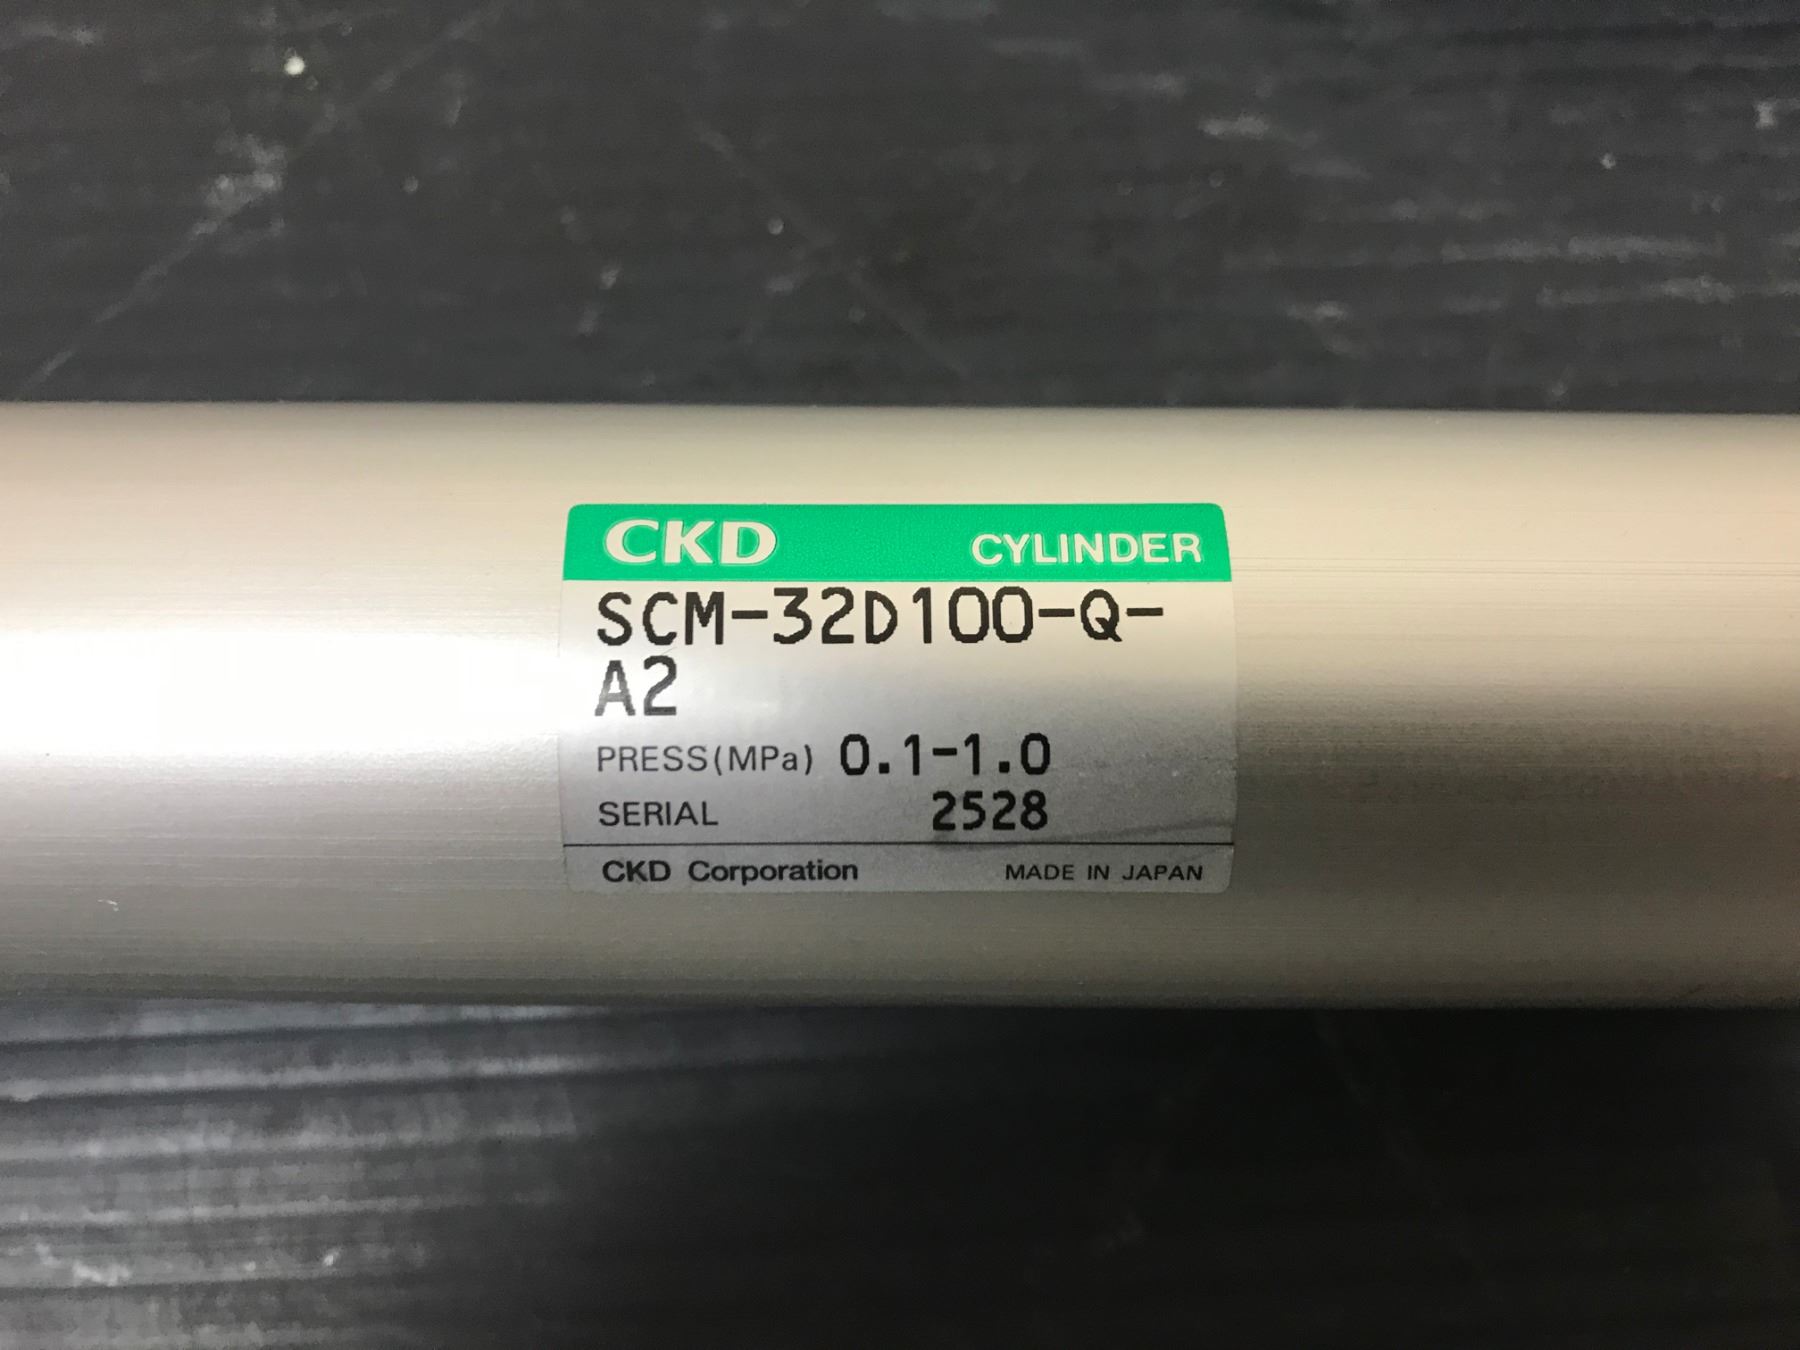 CKD CYLINDER
SCM-32D100-Q-
A2
PRESS(MPa) 0.1-1.0
SERIAL 2528
CKD Corporation MADE IN JAPAN